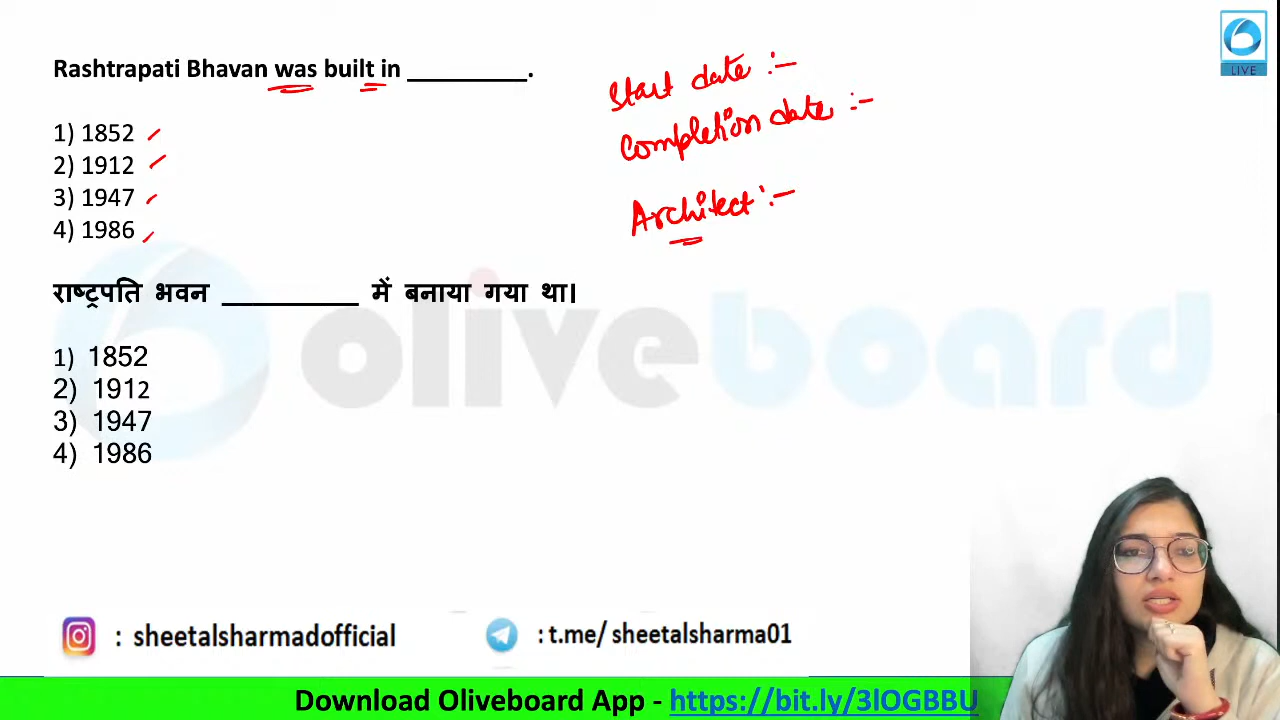 Rashtrapati Bhavan was built in __________.
1) 1852
2) 1912
3) 1947
4) 1986
Start date :-
Completion date :-
Architect :-
राष्ट्रपति भवन __________ में बनाया गया था।
1) 1852
2) 1912
3) 1947
4) 1986
oliveboard
LIVE
: sheetalsharmadofficial
: t.me/ sheetalsharma01
Download Oliveboard App - https://bit.ly/3lOGBBU